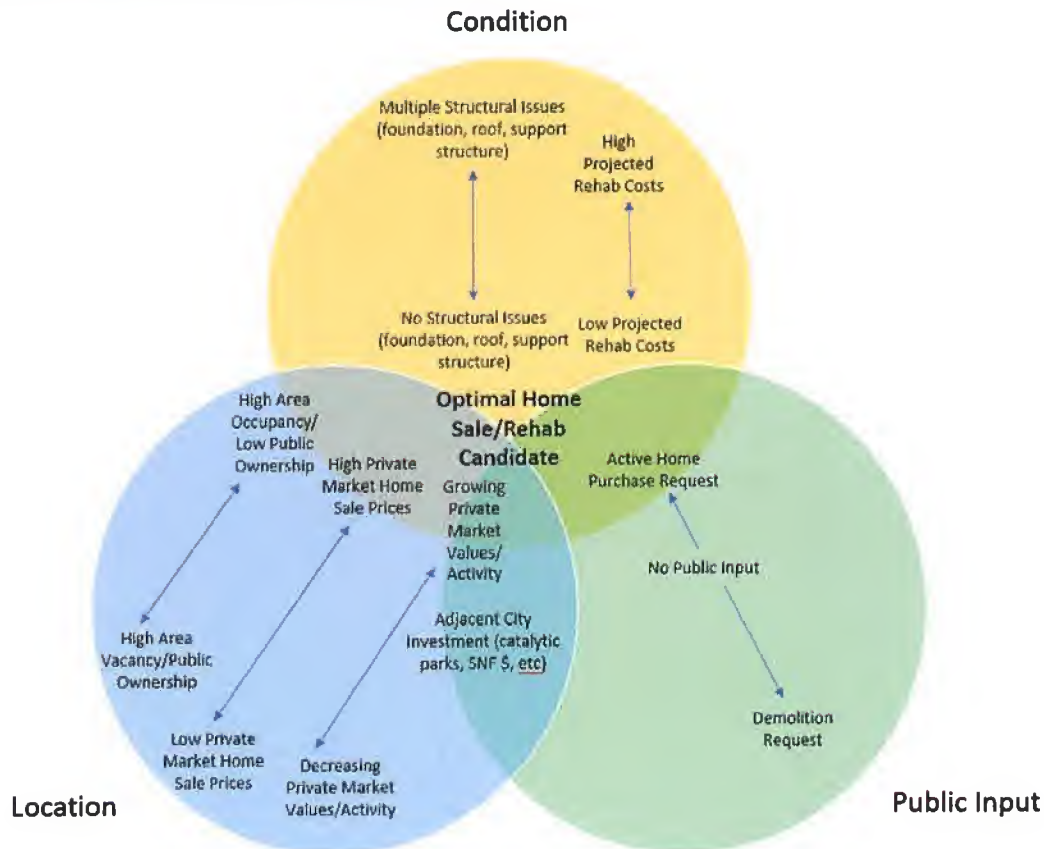 Condition
Multiple Structural Issues
(foundation, roof, support
structure)
High
Projected
Rehab Costs
No Structural Issues
(foundation, roof, support
structure)
Low Projected
Rehab Costs
Optimal Home
Sale/Rehab
Candidate
High Area
Occupancy/
Low Public
Ownership
High Private
Market Home
Sale Prices
Growing
Private
Market
Values/
Activity
Active Home
Purchase Request
No Public Input
Adjacent City
Investment (catalytic
parks, SNF $, etc)
High Area
Vacancy/Public
Ownership
Low Private
Market Home
Sale Prices
Decreasing
Private Market
Values/Activity
Demolition
Request
Location
Public Input